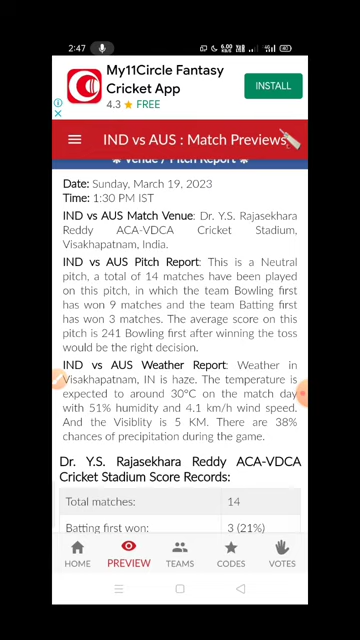 2:47
My11Circle Fantasy
Cricket App
4.3 ★ FREE
INSTALL
IND vs AUS : Match Previews
* Venue / Pitch Report *
Date: Sunday, March 19, 2023
Time: 1:30 PM IST
IND vs AUS Match Venue: Dr. Y.S. Rajasekhara
Reddy ACA-VDCA Cricket Stadium,
Visakhapatnam, India.
IND vs AUS Pitch Report: This is a Neutral
pitch, a total of 14 matches have been played
on this pitch, in which the team Bowling first
has won 9 matches and the team Batting first
has won 3 matches. The average score on this
pitch is 241 Bowling first after winning the toss
would be the right decision.
IND vs AUS Weather Report: Weather in
Visakhapatnam, IN is haze. The temperature is
expected to around 30°C on the match day
with 51% humidity and 4.1 km/h wind speed.
And the Visiblity is 5 KM. There are 38%
chances of precipitation during the game.
Dr. Y.S. Rajasekhara Reddy ACA-VDCA
Cricket Stadium Score Records:
Total matches: 14
Batting first won: 3 (21%)
HOME PREVIEW TEAMS CODES VOTES